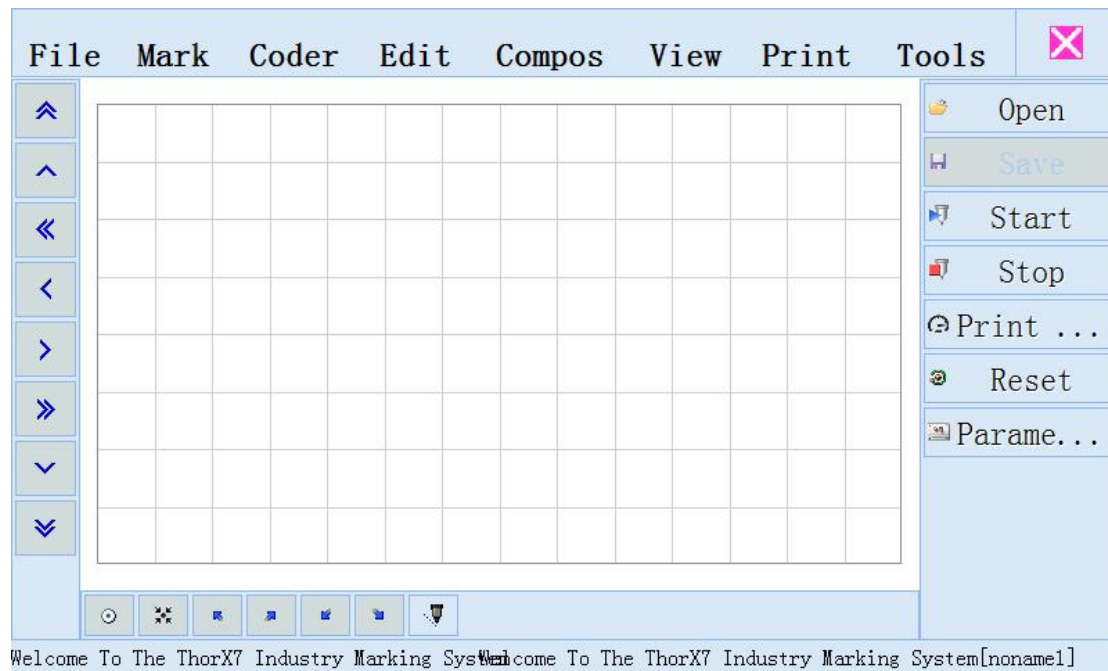 File Mark Coder Edit Compos View Print Tools
Open
Save
Start
Stop
Print ...
Reset
Parame...
Welcome To The ThorX7 Industry Marking System
Welcome To The ThorX7 Industry Marking System[noname1]